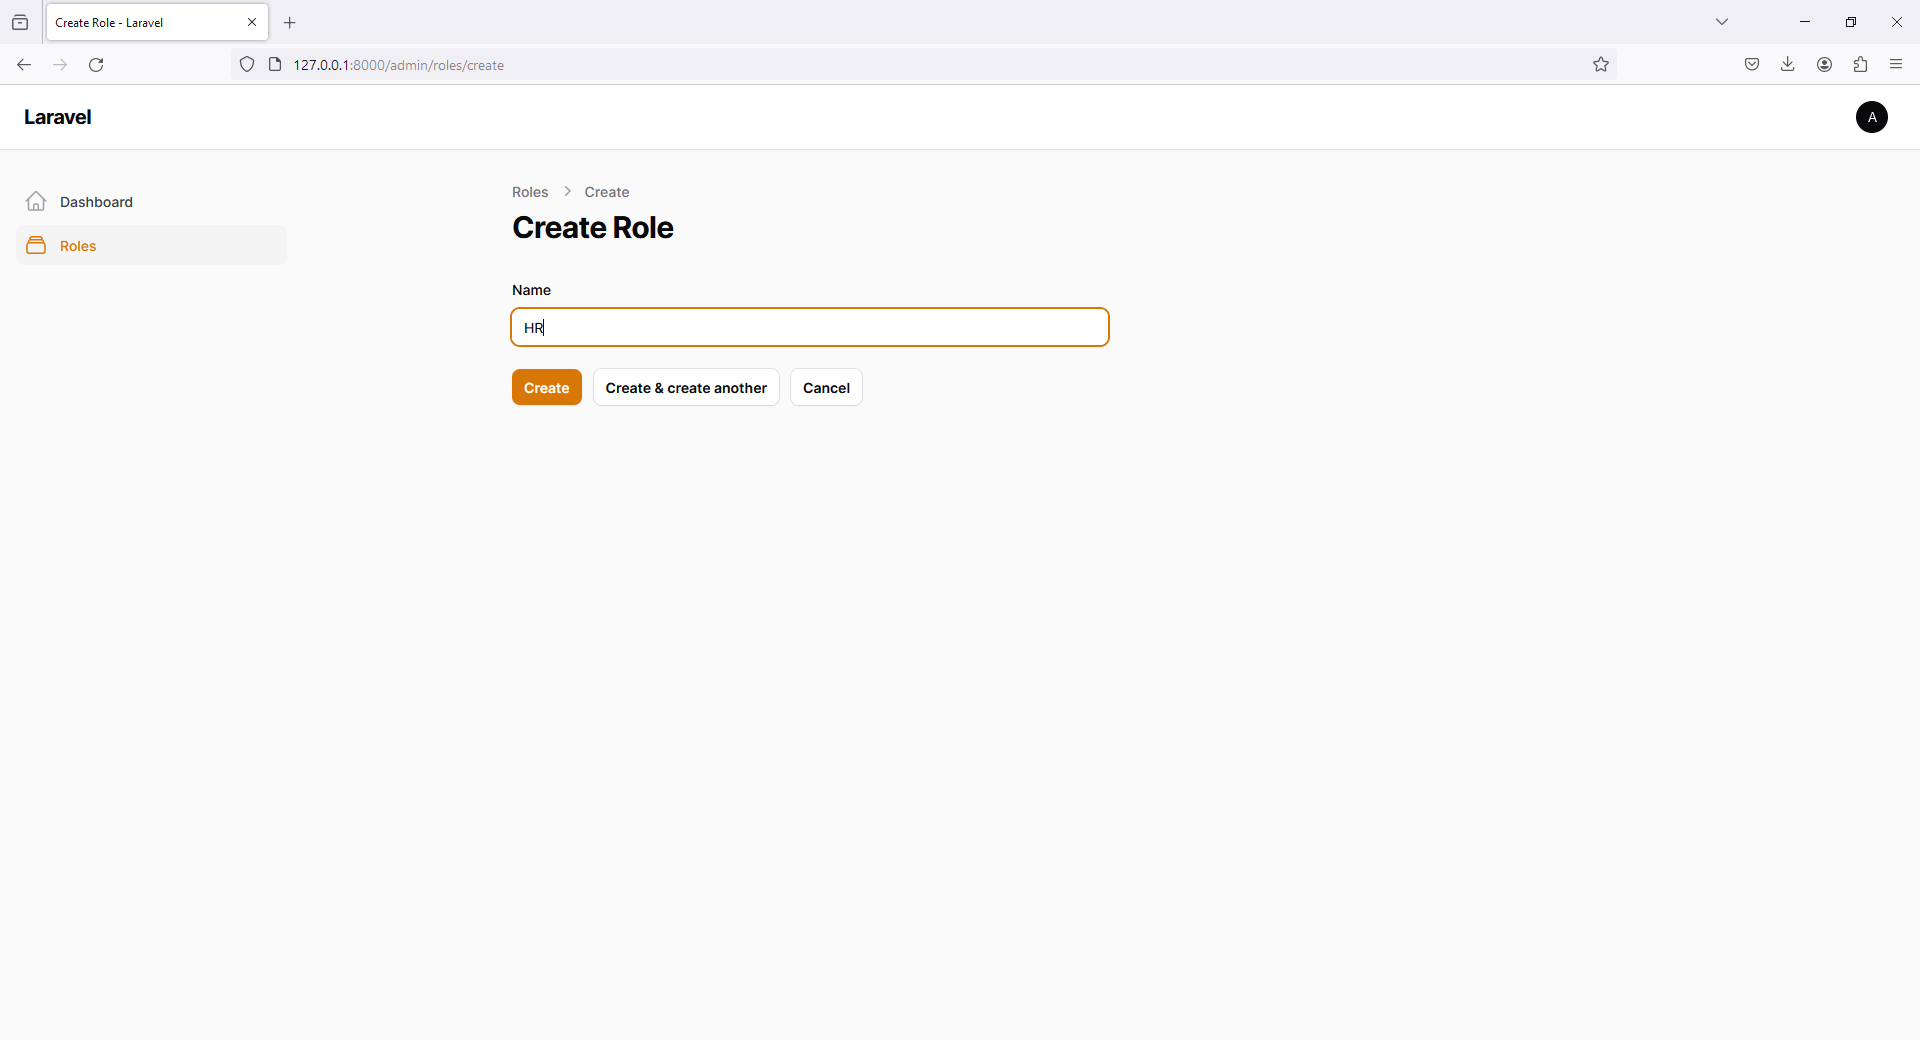 Create Role - Laravel
127.0.0.1:8000/admin/roles/create
Laravel
A
Dashboard
Roles
Roles > Create
Create Role
Name
HR
Create
Create & create another
Cancel